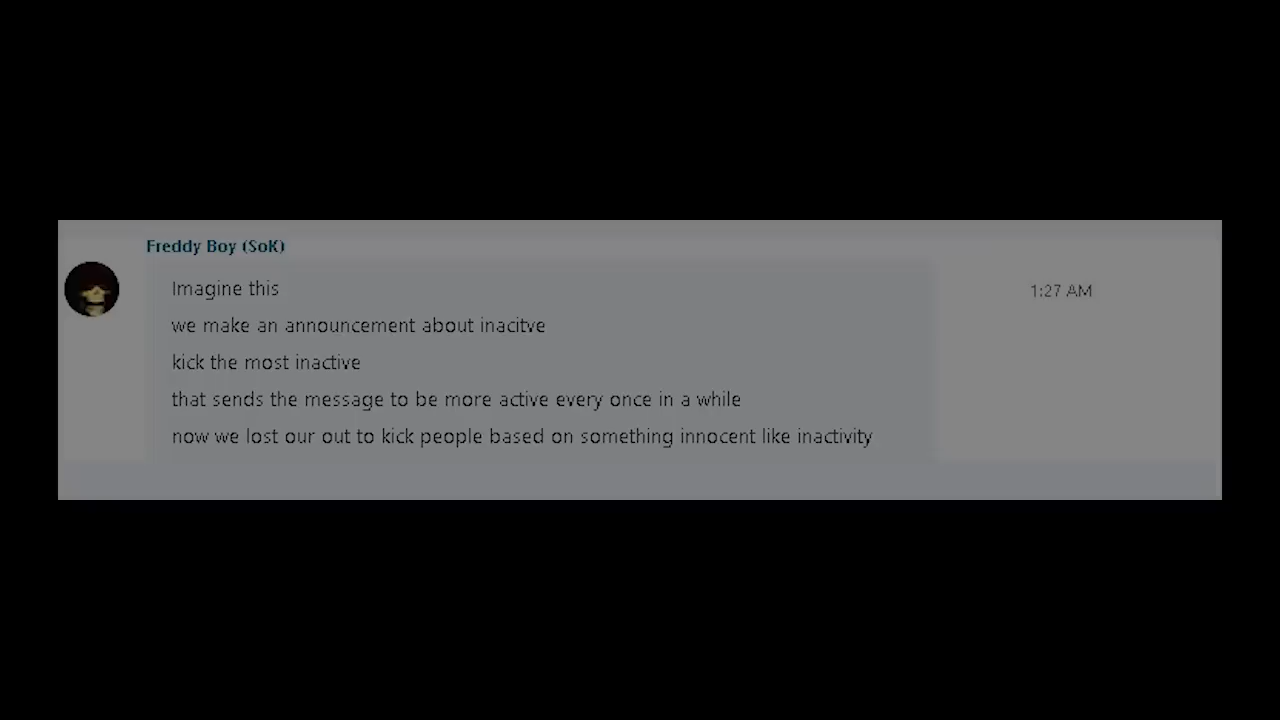 Freddy Boy (SoK)
Imagine this
1:27 AM
we make an announcement about inacitve
kick the most inactive
that sends the message to be more active every once in a while
now we lost our out to kick people based on something innocent like inactivity